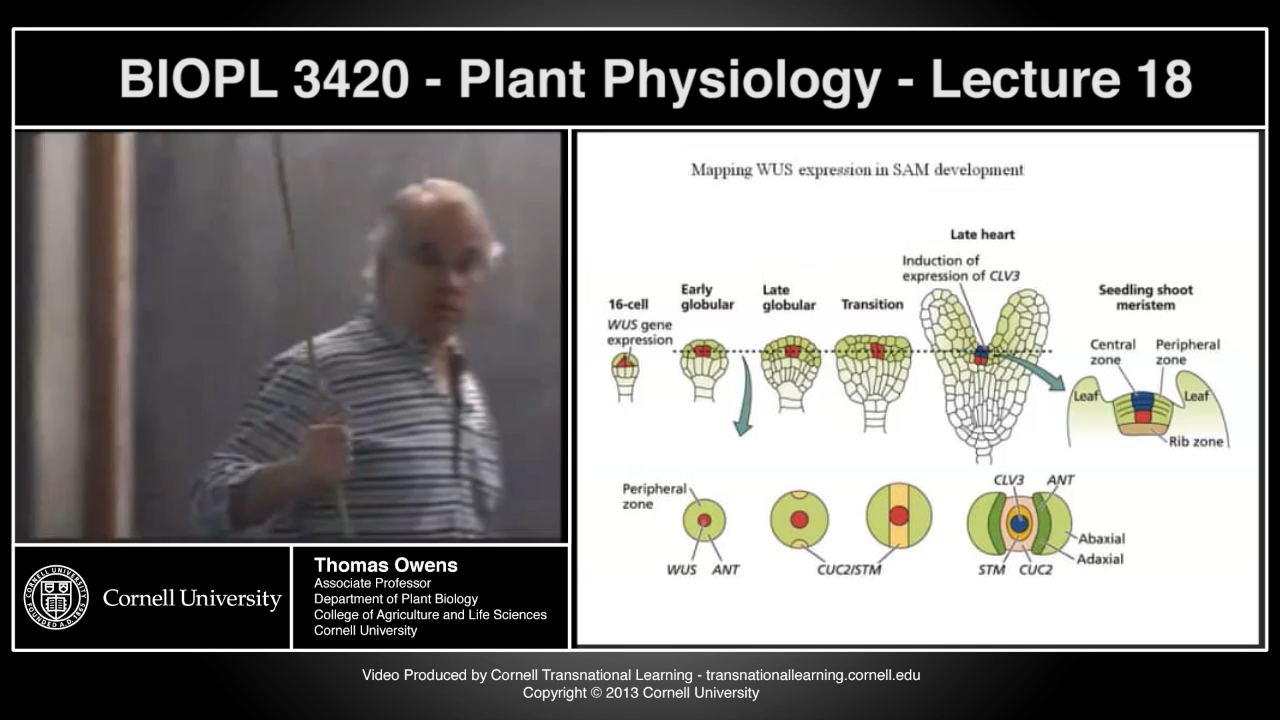 BIOPL 3420 - Plant Physiology - Lecture 18
Mapping WUS expression in SAM development
Late heart
Induction of
expression of CLV3
16-cell
WUS gene
expression
Early
globular
Late
globular
Transition
Seedling shoot
meristem
Central
zone
Peripheral
zone
Leaf
Leaf
Rib zone
Peripheral
zone
WUS
ANT
CUC2/STM
CLV3
ANT
Abaxial
Adaxial
STM
CUC2
Cornell University
Thomas Owens
Associate Professor
Department of Plant Biology
College of Agriculture and Life Sciences
Cornell University
Video Produced by Cornell Transnational Learning - transnationallearning.cornell.edu
Copyright © 2013 Cornell University